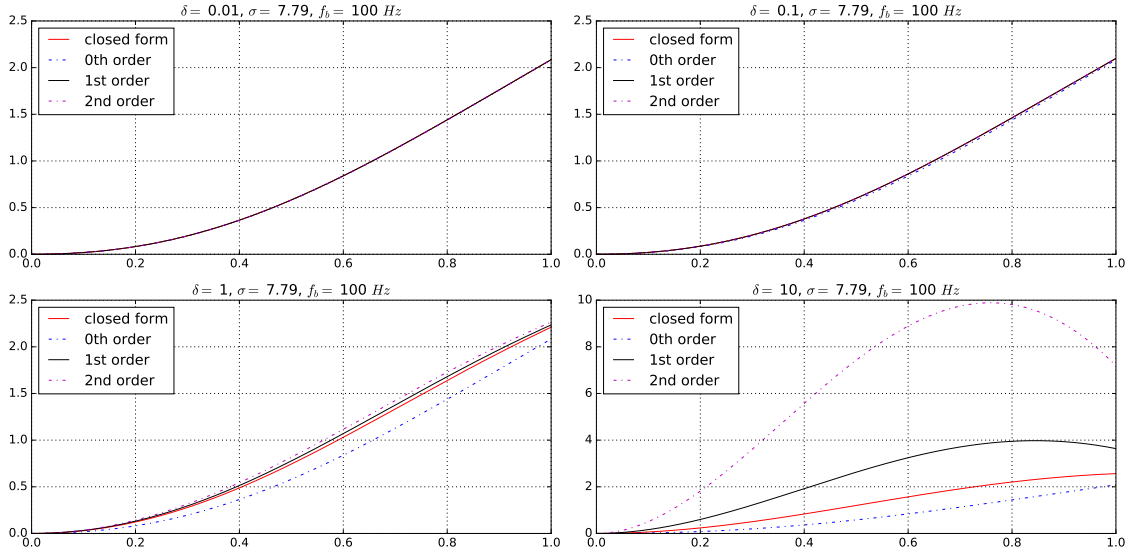 δ = 0.01, σ = 7.79, f_b = 100 Hz
closed form
0th order
1st order
2nd order
2.5
2.0
1.5
1.0
0.5
0.0
0.0 0.2 0.4 0.6 0.8 1.0
δ = 0.1, σ = 7.79, f_b = 100 Hz
closed form
0th order
1st order
2nd order
2.5
2.0
1.5
1.0
0.5
0.0
0.0 0.2 0.4 0.6 0.8 1.0
δ = 1, σ = 7.79, f_b = 100 Hz
closed form
0th order
1st order
2nd order
2.5
2.0
1.5
1.0
0.5
0.0
0.0 0.2 0.4 0.6 0.8 1.0
δ = 10, σ = 7.79, f_b = 100 Hz
closed form
0th order
1st order
2nd order
10
8
6
4
2
0
0.0 0.2 0.4 0.6 0.8 1.0